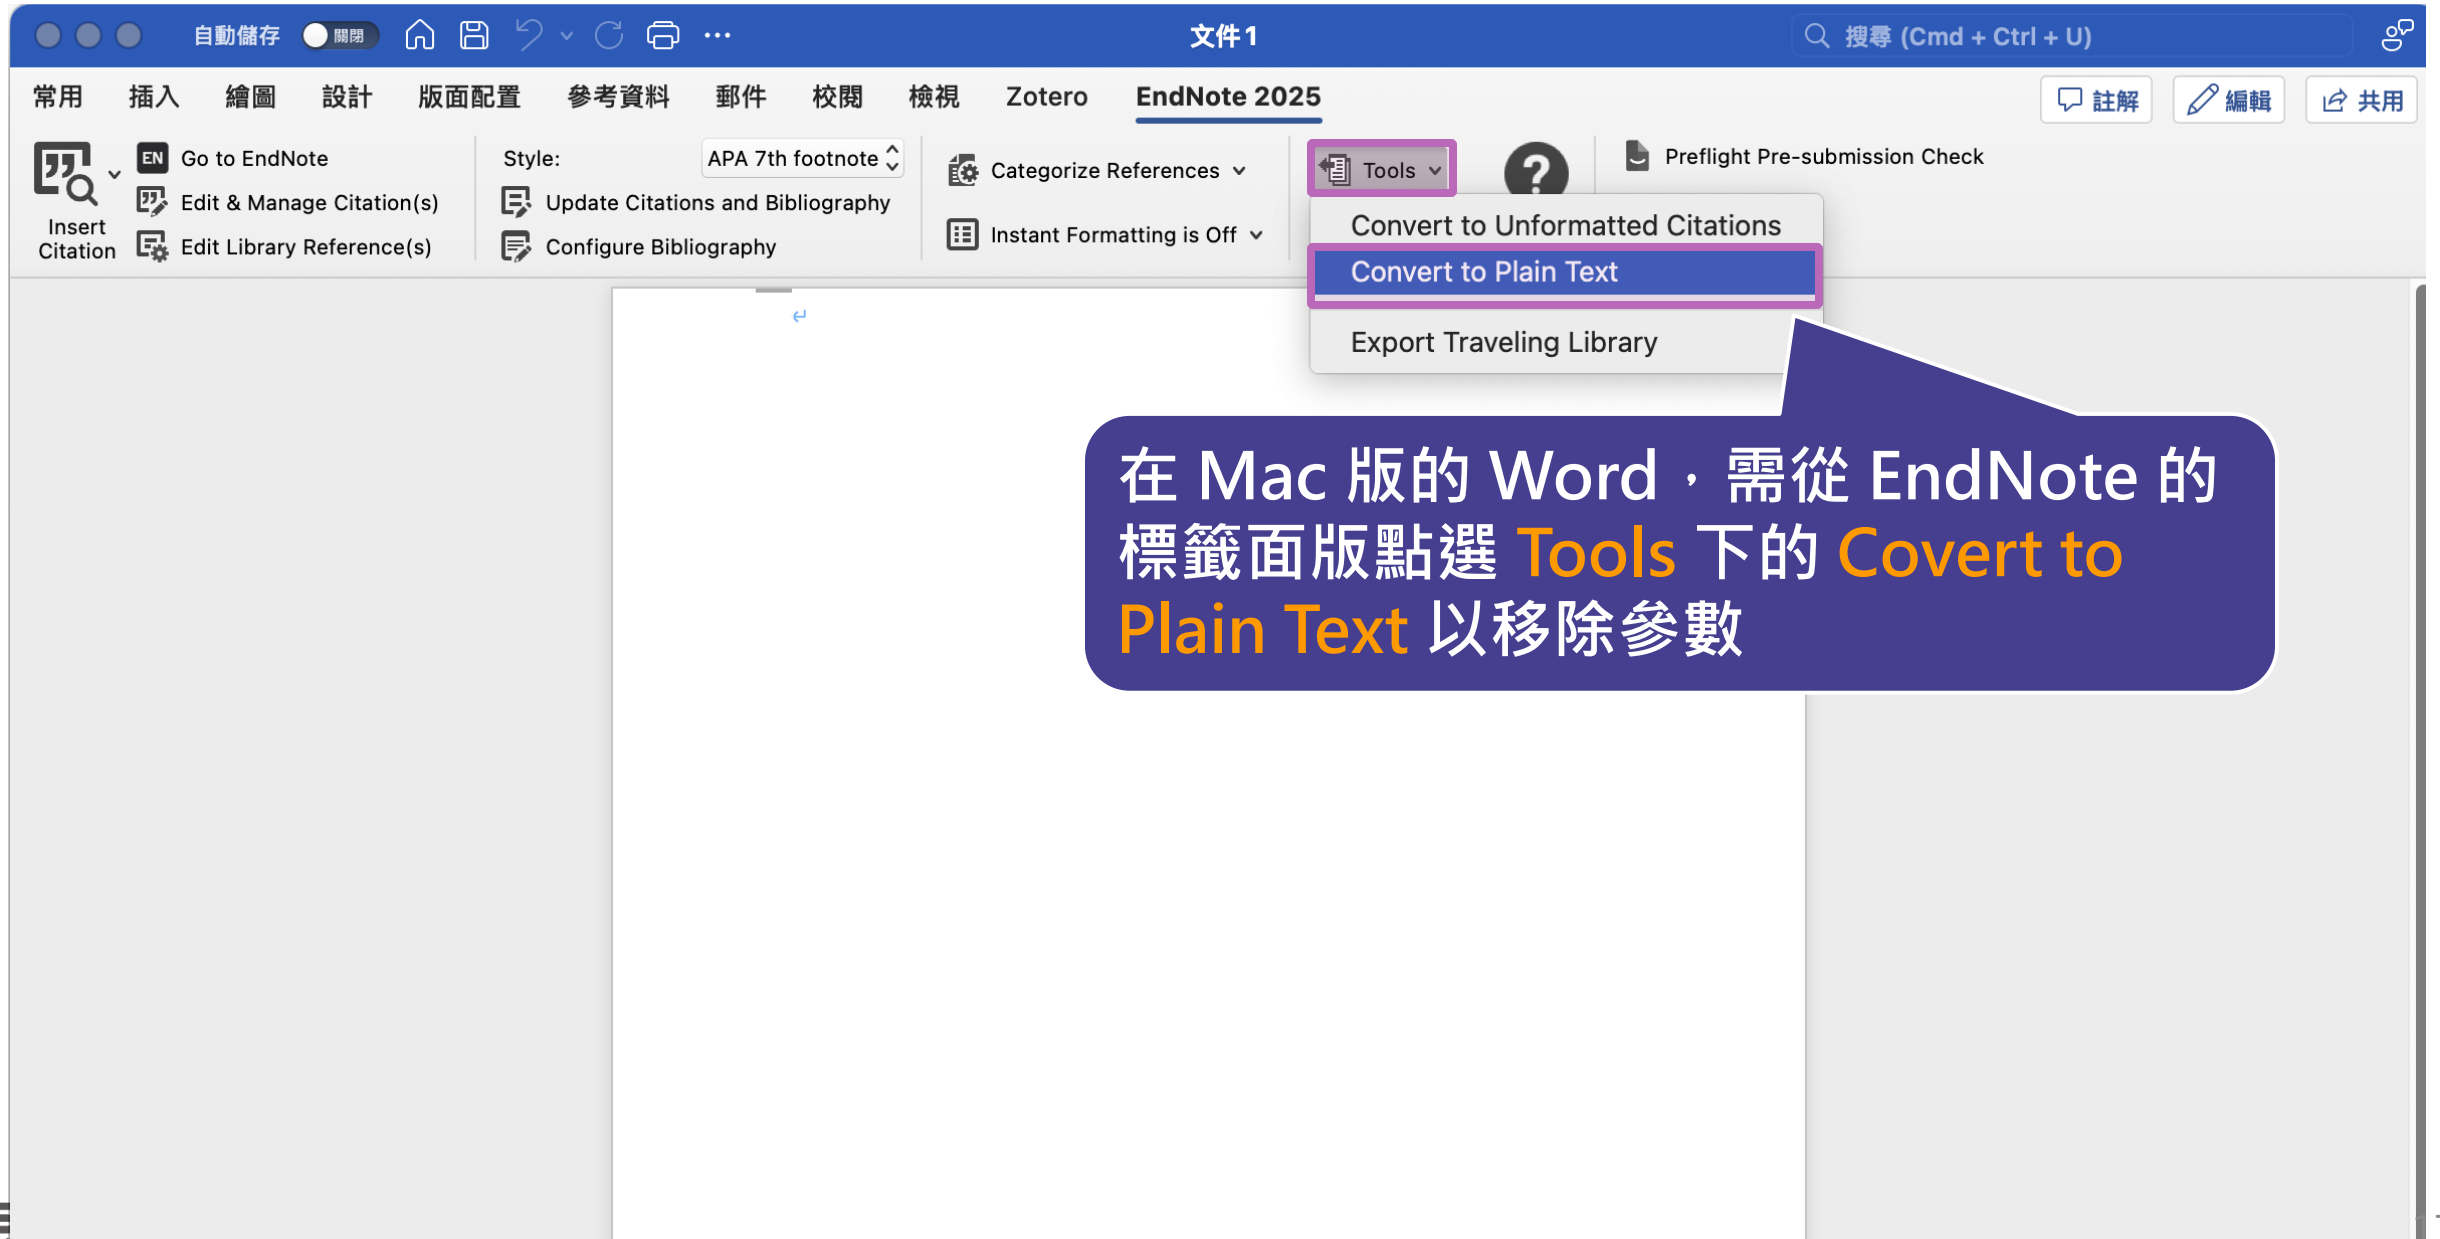 自動儲存 關閉 文件1 搜尋 (Cmd + Ctrl + U)
常用 插入 繪圖 設計 版面配置 參考資料 郵件 校閱 檢視 Zotero EndNote 2025 註解 編輯 共用
Insert
Citation
EN Go to EndNote
Edit & Manage Citation(s)
Edit Library Reference(s)
Style: APA 7th footnote
Update Citations and Bibliography
Configure Bibliography
Categorize References
Instant Formatting is Off
Tools
?
Preflight Pre-submission Check
Convert to Unformatted Citations
Convert to Plain Text
Export Traveling Library
在 Mac 版的 Word，需從 EndNote 的
標籤面版點選 Tools 下的 Covert to
Plain Text 以移除參數